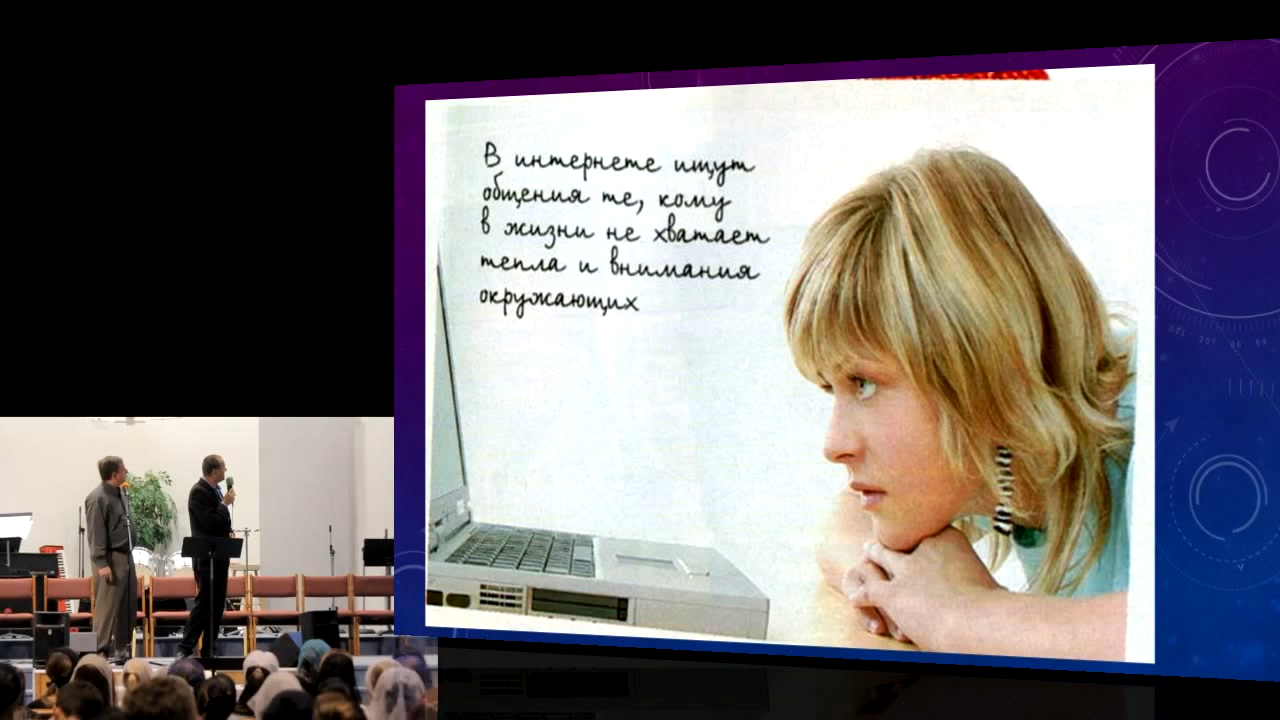 В интернете ищут
общения те, кому
в жизни не хватает
тепла и внимания
окружающих